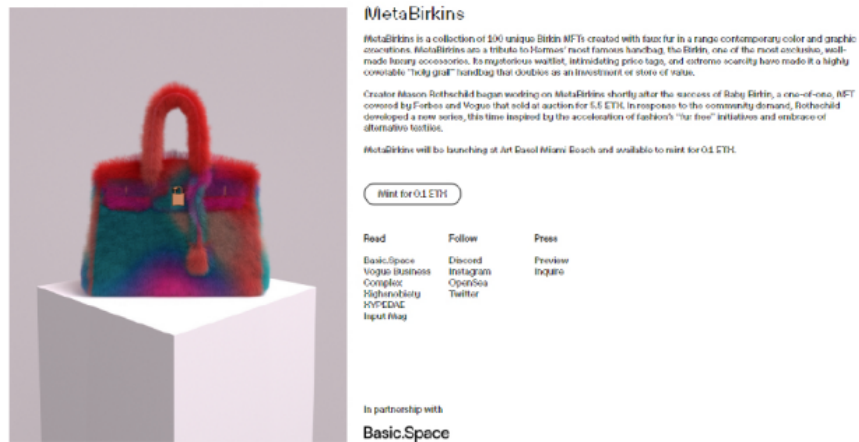 MetaBirkins
MetaBirkins is a collection of 100 unique Birkin NFTs created with faux fur in a range contemporary color and graphic
executions. MetaBirkins are a tribute to Hermes' most famous handbag, the Birkin, one of the most exclusive, well-
made luxury accessories. Its mysterious waitlist, intimidating price tags, and extreme scarcity have made it a highly
covetable "holy grail" handbag that doubles as an investment or store of value.
Creator Mason Rothschild began working on MetaBirkins shortly after the success of Baby Birkin, a one-of-one, NFT
covered by Forbes and Vogue that sold at auction for 5.5 ETH. In response to the community demand, Rothschild
developed a new series, this time inspired by the acceleration of fashion's "fur free" initiatives and embrace of
alternative textiles.
MetaBirkins will be launching at Art Basel Miami Beach and available to mint for 0.1 ETH.
Mint for 0.1 ETH
Read Follow Press
Basic.Space Discord Preview
Vogue Business Instagram Inquire
Complex OpenSea
Highsnobiety Twitter
HYPEBAE
Input Mag
In partnership with
Basic.Space